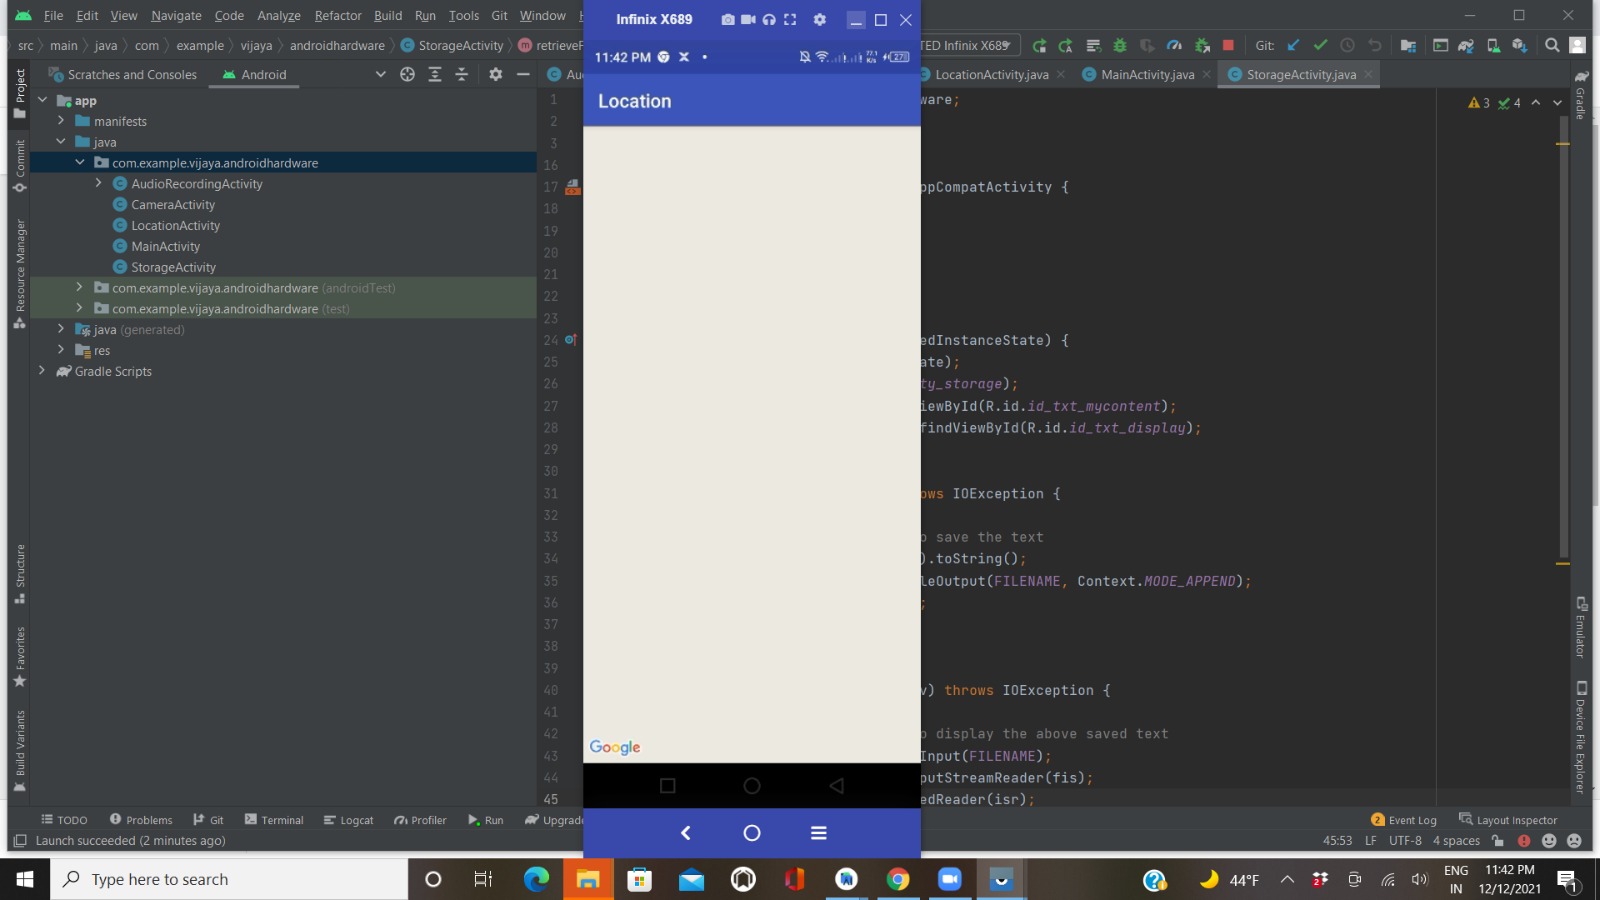 File Edit View Navigate Code Analyze Refactor Build Run Tools Git Window
Infinix X689
src main java com example vijaya androidhardware StorageActivity
TED Infinix X689
Git:
11:42 PM
Scratches and Consoles
Android
LocationActivity.java
MainActivity.java
StorageActivity.java
Location
Project
Commit
Resource Manager
Structure
Favorites
Build Variants
app
manifests
java
com.example.vijaya.androidhardware
AudioRecordingActivity
CameraActivity
LocationActivity
MainActivity
StorageActivity
com.example.vijaya.androidhardware (androidTest)
com.example.vijaya.androidhardware (test)
java (generated)
res
Gradle Scripts
1
2
3
16
17
18
19
20
21
22
23
24
25
26
27
28
29
30
31
32
33
34
35
36
37
38
39
40
41
42
43
44
45
ware;
3 4
ppCompatActivity {
edInstanceState) {
ate);
ty_storage);
iewById(R.id.id_txt_mycontent);
findViewById(R.id.id_txt_display);
ows IOException {
o save the text
).toString();
leOutput(FILENAME, Context.MODE_APPEND);
;
v) throws IOException {
o display the above saved text
Input(FILENAME);
putStreamReader(fis);
edReader(isr);
Gradle
Emulator
Device File Explorer
Google
TODO Problems Git Terminal Logcat Profiler Run Upgrade
2 Event Log Layout Inspector
Launch succeeded (2 minutes ago)
45:53 LF UTF-8 4 spaces
Type here to search
44°F
ENG
IN
11:42 PM
12/12/2021
1